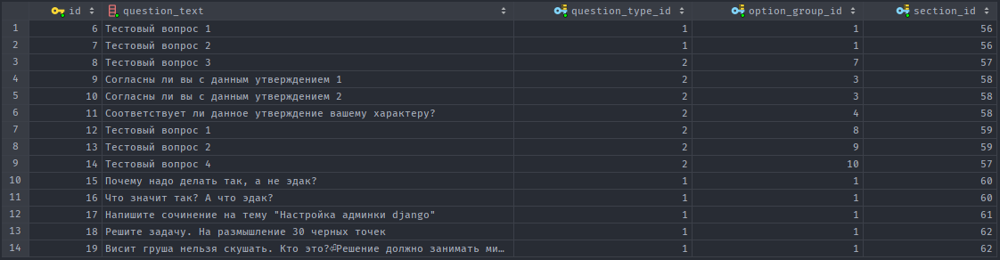 id question_text question_type_id option_group_id section_id
1 6 Тестовый вопрос 1 1 1 56
2 7 Тестовый вопрос 2 1 1 56
3 8 Тестовый вопрос 3 2 7 57
4 9 Согласны ли вы с данным утверждением 1 2 3 58
5 10 Согласны ли вы с данным утверждением 2 2 3 58
6 11 Соответствует ли данное утверждение вашему характеру? 2 4 58
7 12 Тестовый вопрос 1 2 8 59
8 13 Тестовый вопрос 2 2 9 59
9 14 Тестовый вопрос 4 2 10 57
10 15 Почему надо делать так, а не эдак? 1 1 60
11 16 Что значит так? А что эдак? 1 1 60
12 17 Напишите сочинение на тему "Настройка админки django" 1 1 61
13 18 Решите задачу. На размышление 30 черных точек 1 1 62
14 19 Висит груша нельзя скушать. Кто это?⏎Решение должно занимать ми… 1 1 62